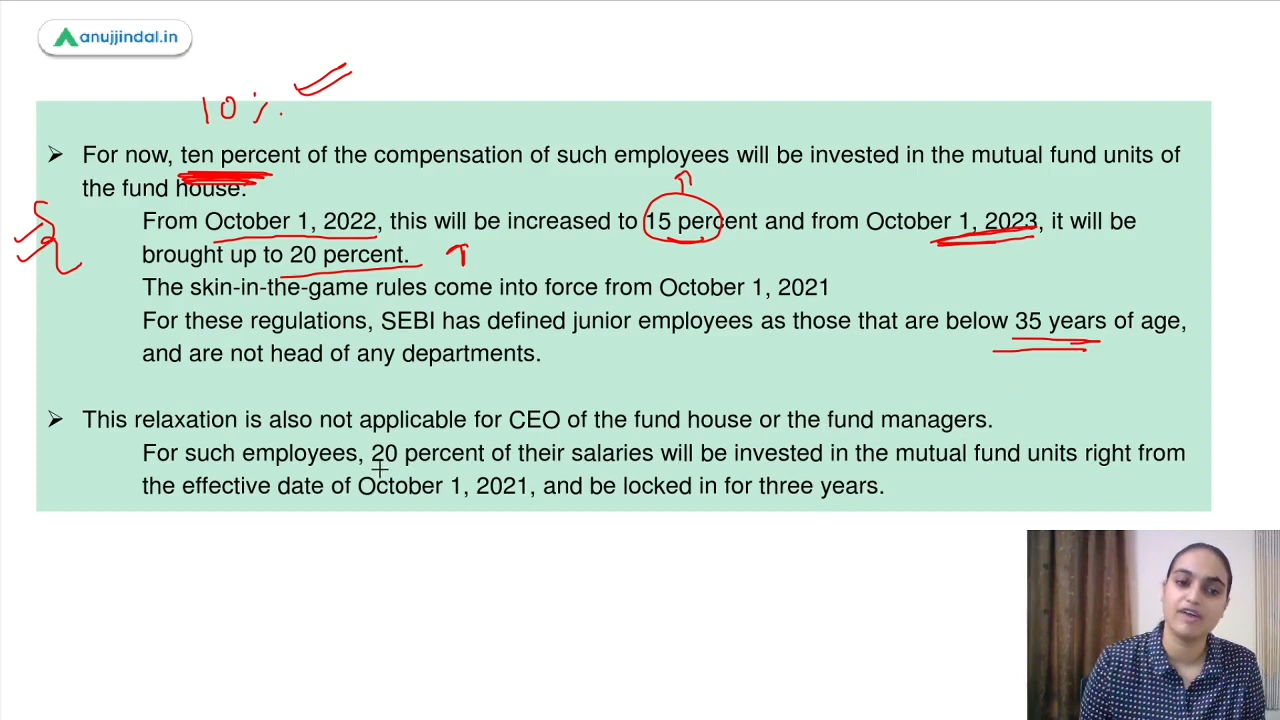 anujjindal.in
10%.
For now, ten percent of the compensation of such employees will be invested in the mutual fund units of
the fund house.
From October 1, 2022, this will be increased to 15 percent and from October 1, 2023, it will be
brought up to 20 percent.
The skin-in-the-game rules come into force from October 1, 2021
For these regulations, SEBI has defined junior employees as those that are below 35 years of age,
and are not head of any departments.
This relaxation is also not applicable for CEO of the fund house or the fund managers.
For such employees, 20 percent of their salaries will be invested in the mutual fund units right from
the effective date of October 1, 2021, and be locked in for three years.